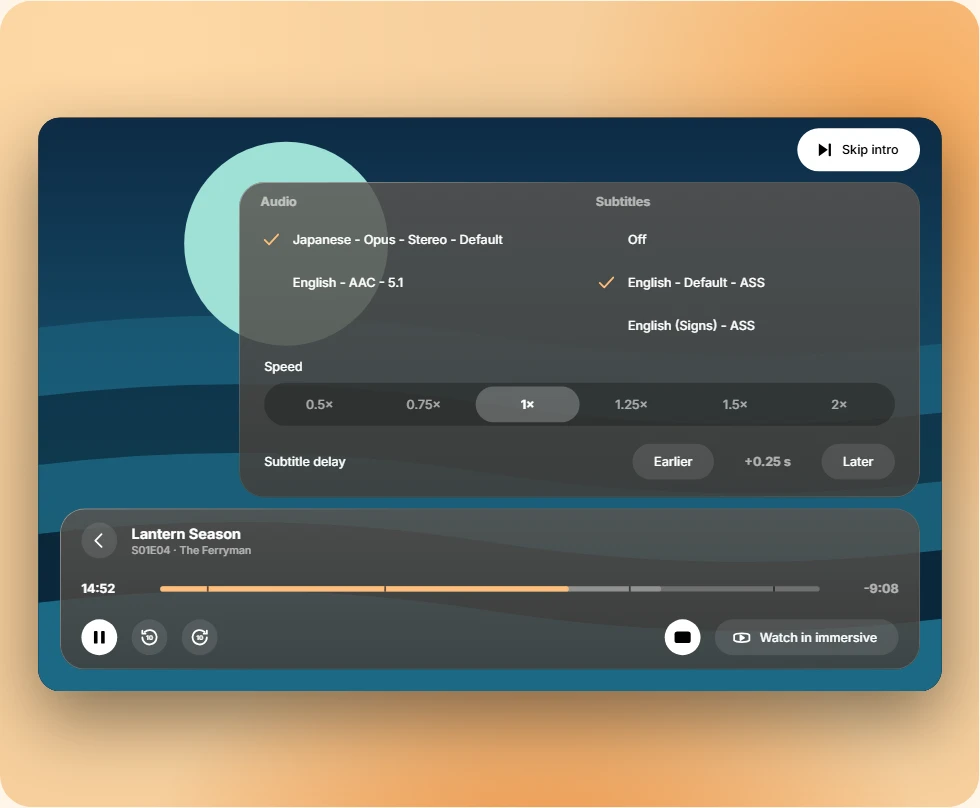 Skip intro
Audio
Subtitles
Japanese - Opus - Stereo - Default
Off
English - AAC - 5.1
English - Default - ASS
English (Signs) - ASS
Speed
0.5×
0.75×
1×
1.25×
1.5×
2×
Subtitle delay
Earlier
+0.25 s
Later
Lantern Season
S01E04 · The Ferryman
14:52
-9:08
10
10
Watch in immersive